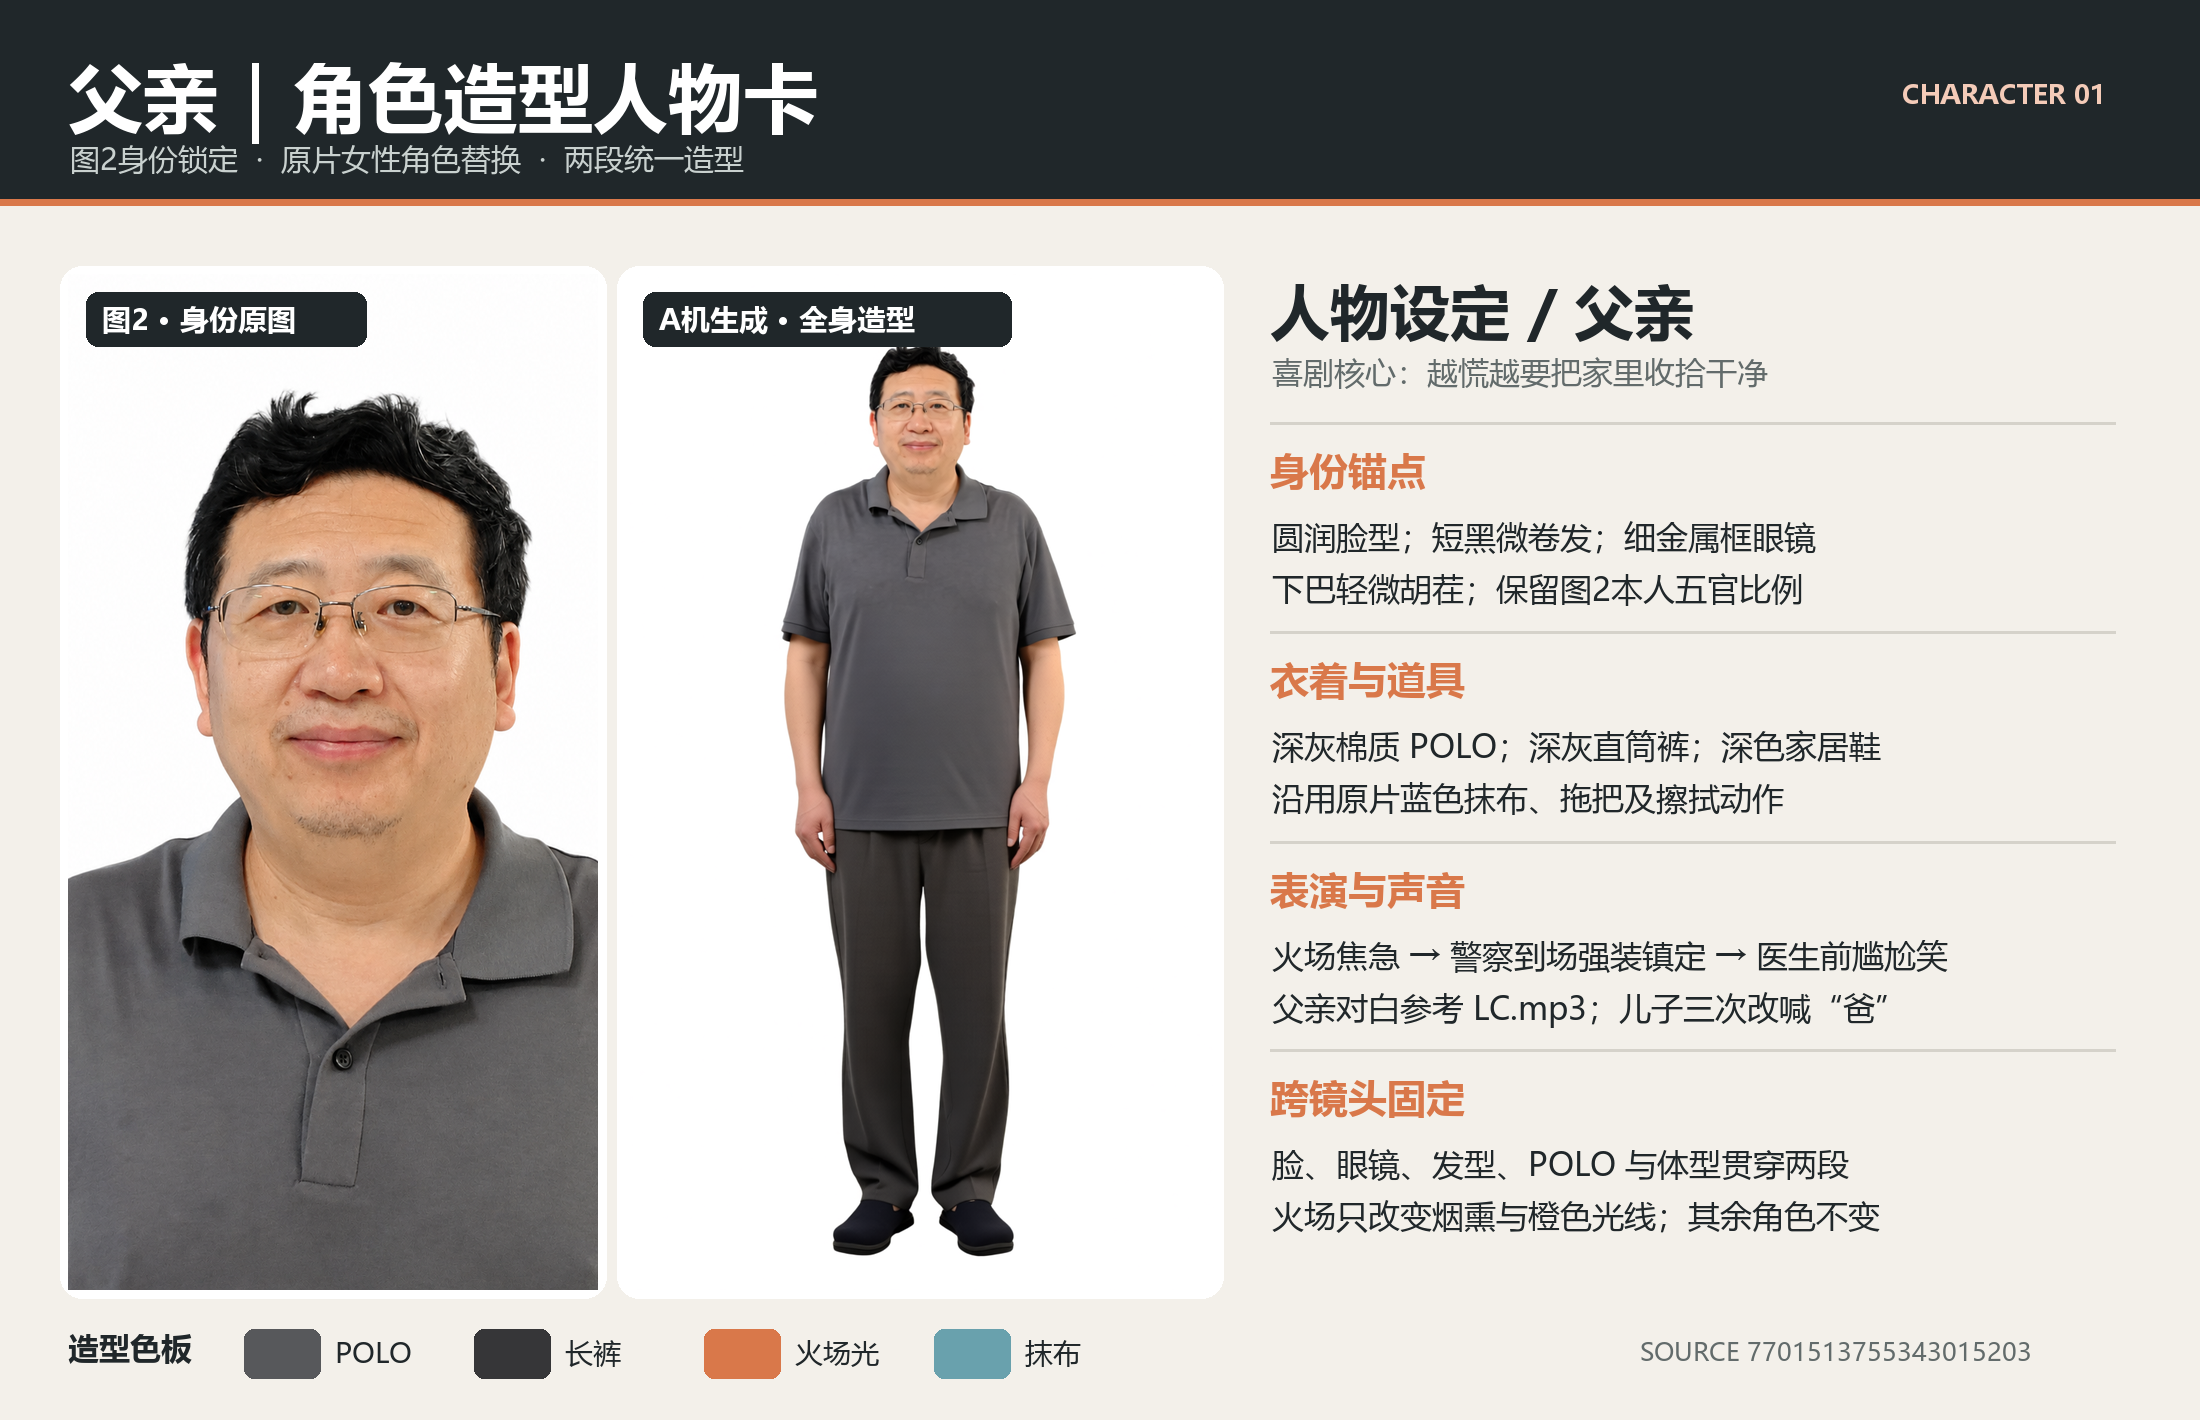 父亲｜角色造型人物卡
CHARACTER 01
图2身份锁定 · 原片女性角色替换 · 两段统一造型
图2 • 身份原图
A机生成 • 全身造型
人物设定 / 父亲
喜剧核心：越慌越要把家里收拾干净
身份锚点
圆润脸型；短黑微卷发；细金属框眼镜
下巴轻微胡茬；保留图2本人五官比例
衣着与道具
深灰棉质 POLO；深灰直筒裤；深色家居鞋
沿用原片蓝色抹布、拖把及擦拭动作
表演与声音
火场焦急 → 警察到场强装镇定 → 医生前尴尬笑
父亲对白参考 LC.mp3；儿子三次改喊“爸”
跨镜头固定
脸、眼镜、发型、POLO 与体型贯穿两段
火场只改变烟熏与橙色光线；其余角色不变
造型色板
POLO
长裤
火场光
抹布
SOURCE 7701513755343015203